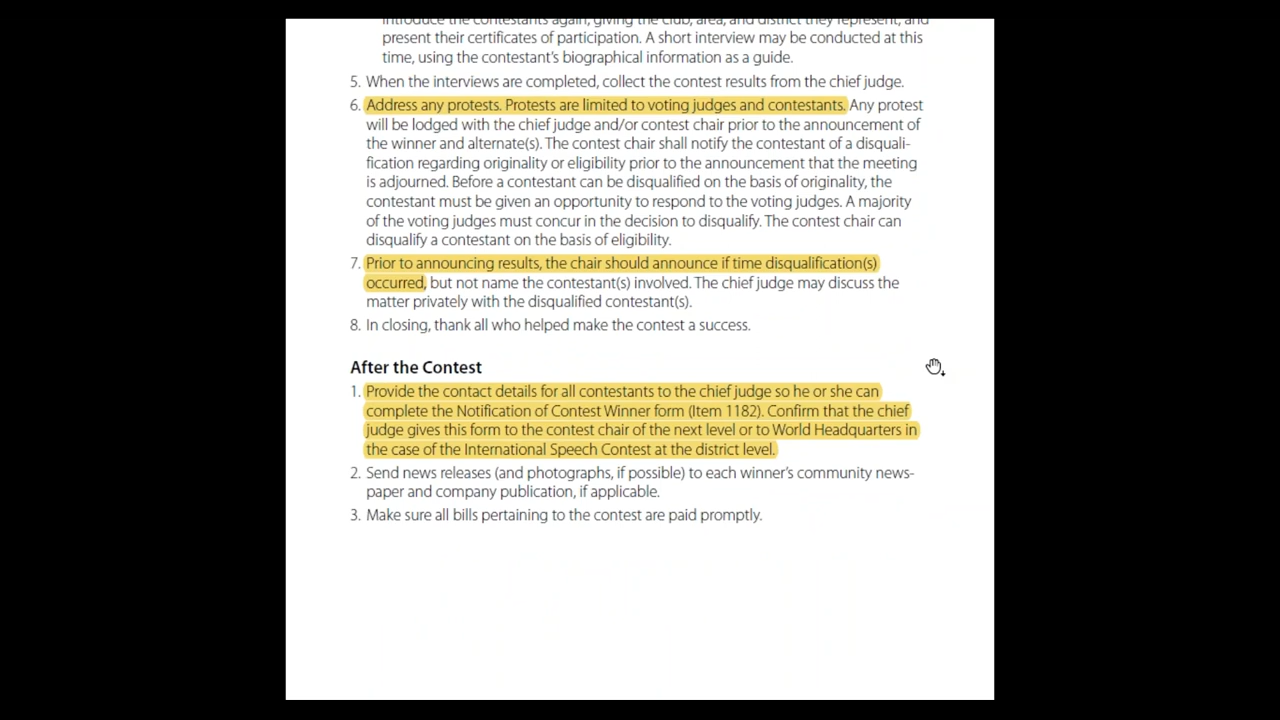 introduce the contestants again, giving the club, area, and district they represent, and
present their certificates of participation. A short interview may be conducted at this
time, using the contestant's biographical information as a guide.
5. When the interviews are completed, collect the contest results from the chief judge.
6. Address any protests. Protests are limited to voting judges and contestants. Any protest
will be lodged with the chief judge and/or contest chair prior to the announcement of
the winner and alternate(s). The contest chair shall notify the contestant of a disquali-
fication regarding originality or eligibility prior to the announcement that the meeting
is adjourned. Before a contestant can be disqualified on the basis of originality, the
contestant must be given an opportunity to respond to the voting judges. A majority
of the voting judges must concur in the decision to disqualify. The contest chair can
disqualify a contestant on the basis of eligibility.
7. Prior to announcing results, the chair should announce if time disqualification(s)
occurred, but not name the contestant(s) involved. The chief judge may discuss the
matter privately with the disqualified contestant(s).
8. In closing, thank all who helped make the contest a success.
After the Contest
1. Provide the contact details for all contestants to the chief judge so he or she can
complete the Notification of Contest Winner form (Item 1182). Confirm that the chief
judge gives this form to the contest chair of the next level or to World Headquarters in
the case of the International Speech Contest at the district level.
2. Send news releases (and photographs, if possible) to each winner's community news-
paper and company publication, if applicable.
3. Make sure all bills pertaining to the contest are paid promptly.